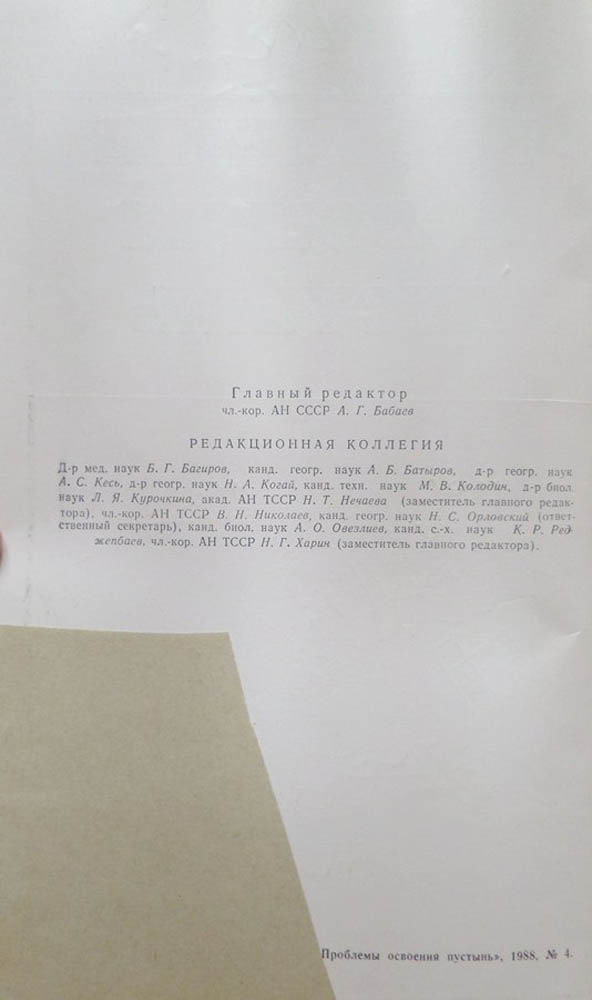 Главный редактор
чл.-кор. АН СССР А. Г. Бабаев
РЕДАКЦИОННАЯ КОЛЛЕГИЯ
Д-р мед. наук Б. Г. Багиров, канд. геогр. наук А. Б. Батыров, д-р геогр. наук
А. С. Кесь, д-р геогр. наук Н. А. Когай, канд. техн. наук М. В. Колодин, д-р биол.
наук Л. Я. Курочкина, акад. АН ТССР Н. Т. Нечаева (заместитель главного редак-
тора), чл.-кор. АН ТССР В. Н. Николаев, канд. геогр. наук Н. С. Орловский (ответ-
ственный секретарь), канд. биол. наук А. О. Овезлиев, канд. с.-х. наук К. Р. Ред-
жепбаев, чл.-кор. АН ТССР Н. Г. Харин (заместитель главного редактора).
Проблемы освоения пустынь», 1988, № 4.